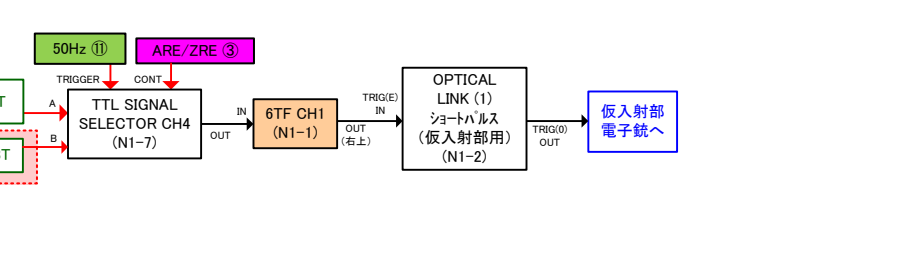 50Hz ⑪
ARE/ZRE ③
TRIGGER
CONT
T
A
TTL SIGNAL
SELECTOR CH4
(N1-7)
B
T
OUT
IN
6TF CH1
(N1-1)
OUT
(右上)
TRIG(E)
IN
OPTICAL
LINK (1)
ｼｮｰﾄﾊﾟﾙｽ
(仮入射部用)
(N1-2)
TRIG(O)
OUT
仮入射部
電子銃へ